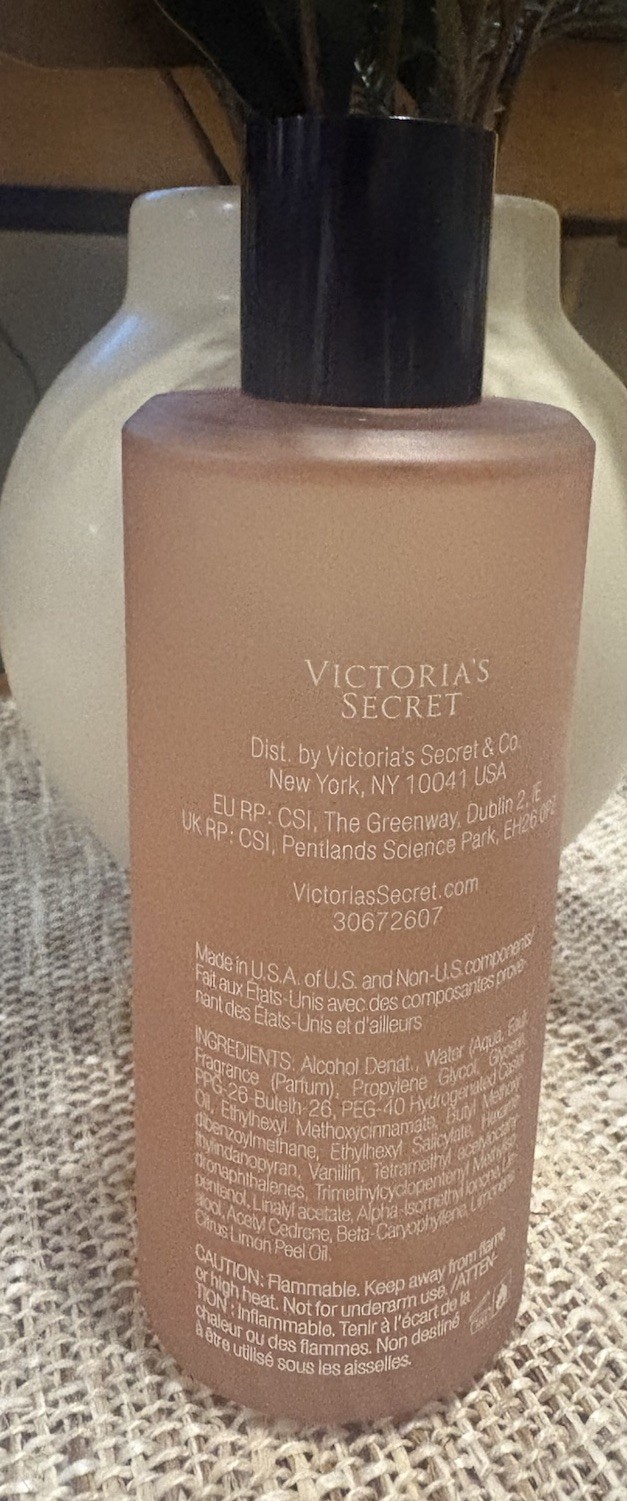 VICTORIA'S
SECRET
Dist. by Victoria's Secret & Co.
New York, NY 10041 USA
EU RP: CSI, The Greenway, Dublin 2, IE
UK RP: CSI, Pentlands Science Park, EH26 0PZ
VictoriasSecret.com
30672607
Made in U.S.A. of U.S. and Non-U.S. components/
Fait aux États-Unis avec des composantes prove-
nant des États-Unis et d'ailleurs
INGREDIENTS: Alcohol Denat., Water (Aqua, Eau),
Fragrance (Parfum), Propylene Glycol, Glycerin,
PPG-26-Buteth-26, PEG-40 Hydrogenated Castor
Oil, Ethylhexyl Methoxycinnamate, Butyl Methoxy-
dibenzoylmethane, Ethylhexyl Salicylate, Hexame-
thylindanopyran, Vanillin, Tetramethyl acetylocta-
hydronaphthalenes, Trimethylcyclopentenyl Methyliso-
pentenol, Linalyl acetate, Alpha-Isomethyl Ionone, Lin-
alool, Acetyl Cedrene, Beta-Caryophyllene, Limonene,
Citrus Limon Peel Oil.
CAUTION: Flammable. Keep away from flame
or high heat. Not for underarm use. /ATTEN-
TION : Inflammable. Tenir à l'écart de la
chaleur ou des flammes. Non destiné
à être utilisé sous les aisselles.